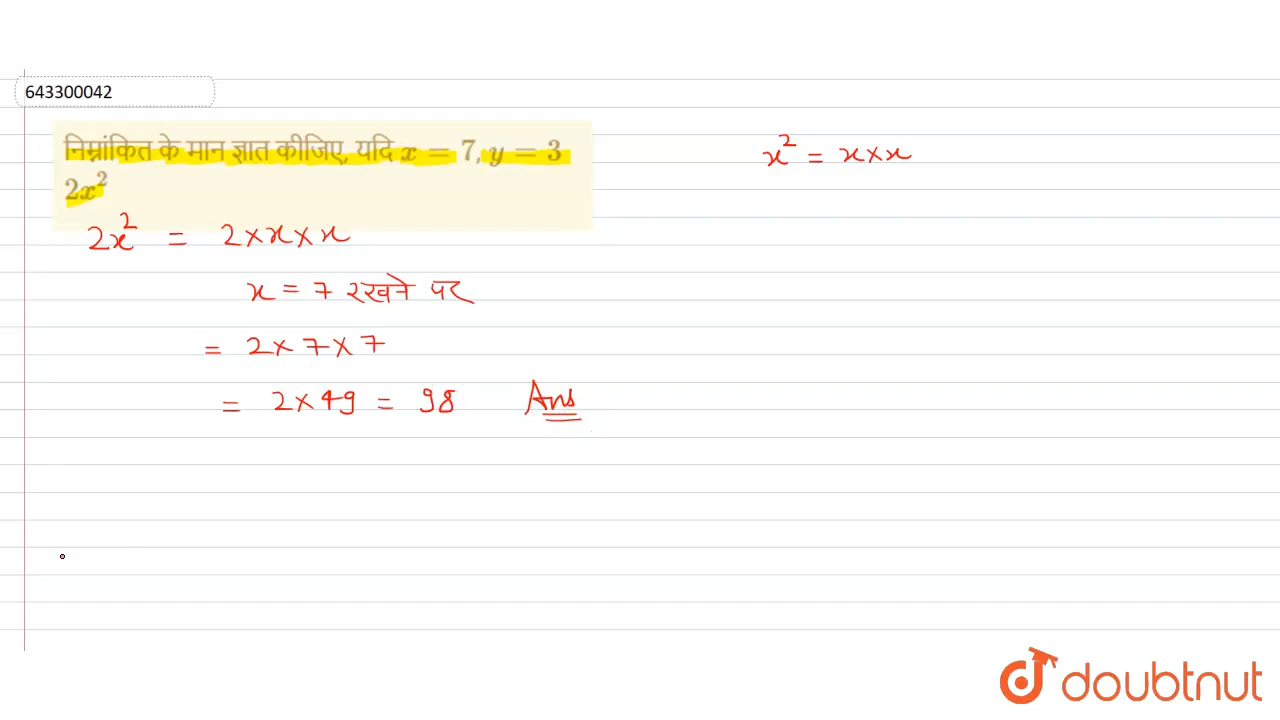 643300042
निम्नांकित के मान ज्ञात कीजिए, यदि x = 7, y = 3
2x²
x² = x×x
2x² = 2×x×x
x = 7 रखने पर
= 2×7×7
= 2×49 = 98 Ans
doubtnut